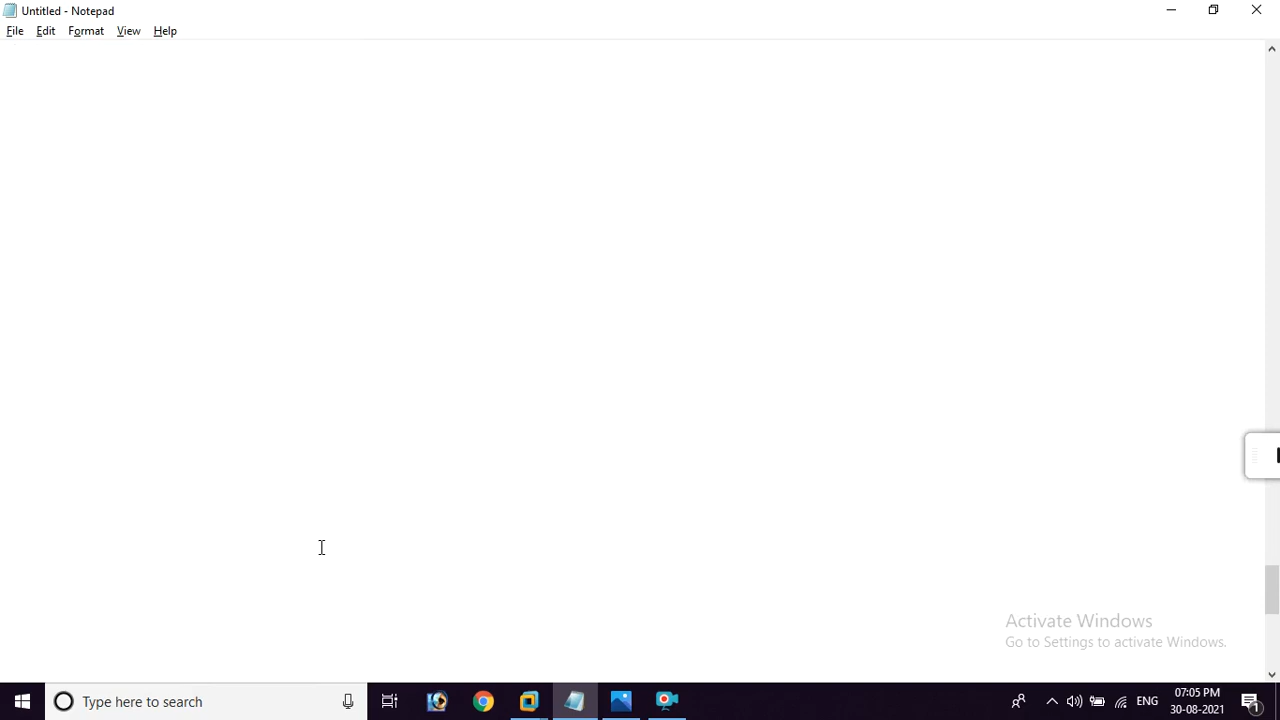 Untitled - Notepad
File Edit Format View Help
Activate Windows
Go to Settings to activate Windows.
Type here to search
ENG
07:05 PM
30-08-2021
1